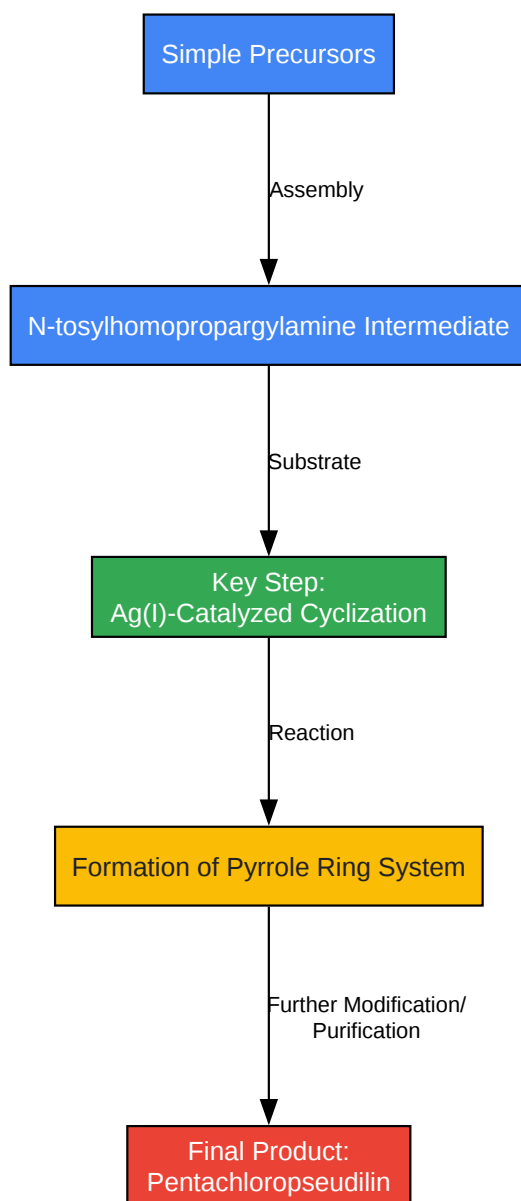 Simple Precursors
Assembly
N-tosylhomopropargylamine Intermediate
Substrate
Key Step:
Ag(I)-Catalyzed Cyclization
Reaction
Formation of Pyrrole Ring System
Further Modification/
Purification
Final Product:
Pentachloropseudilin